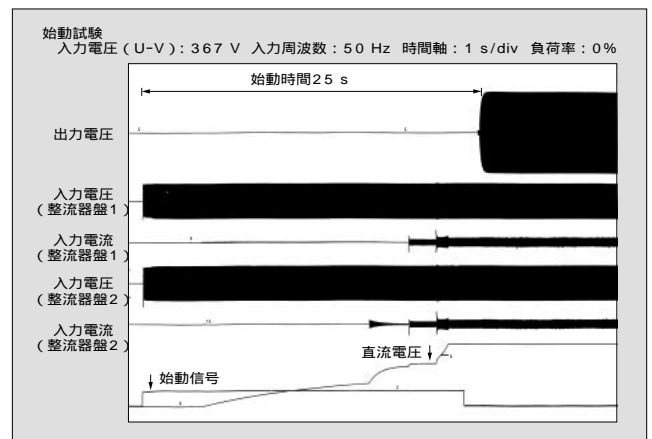 始動試験
入力電圧(U-V):367 V 入力周波数:50 Hz 時間軸:1 s/div 負荷率:0%
始動時間25 s
出力電圧
入力電圧
(整流器盤1)
入力電流
(整流器盤1)
入力電圧
(整流器盤2)
入力電流
(整流器盤2)
直流電圧
始動信号